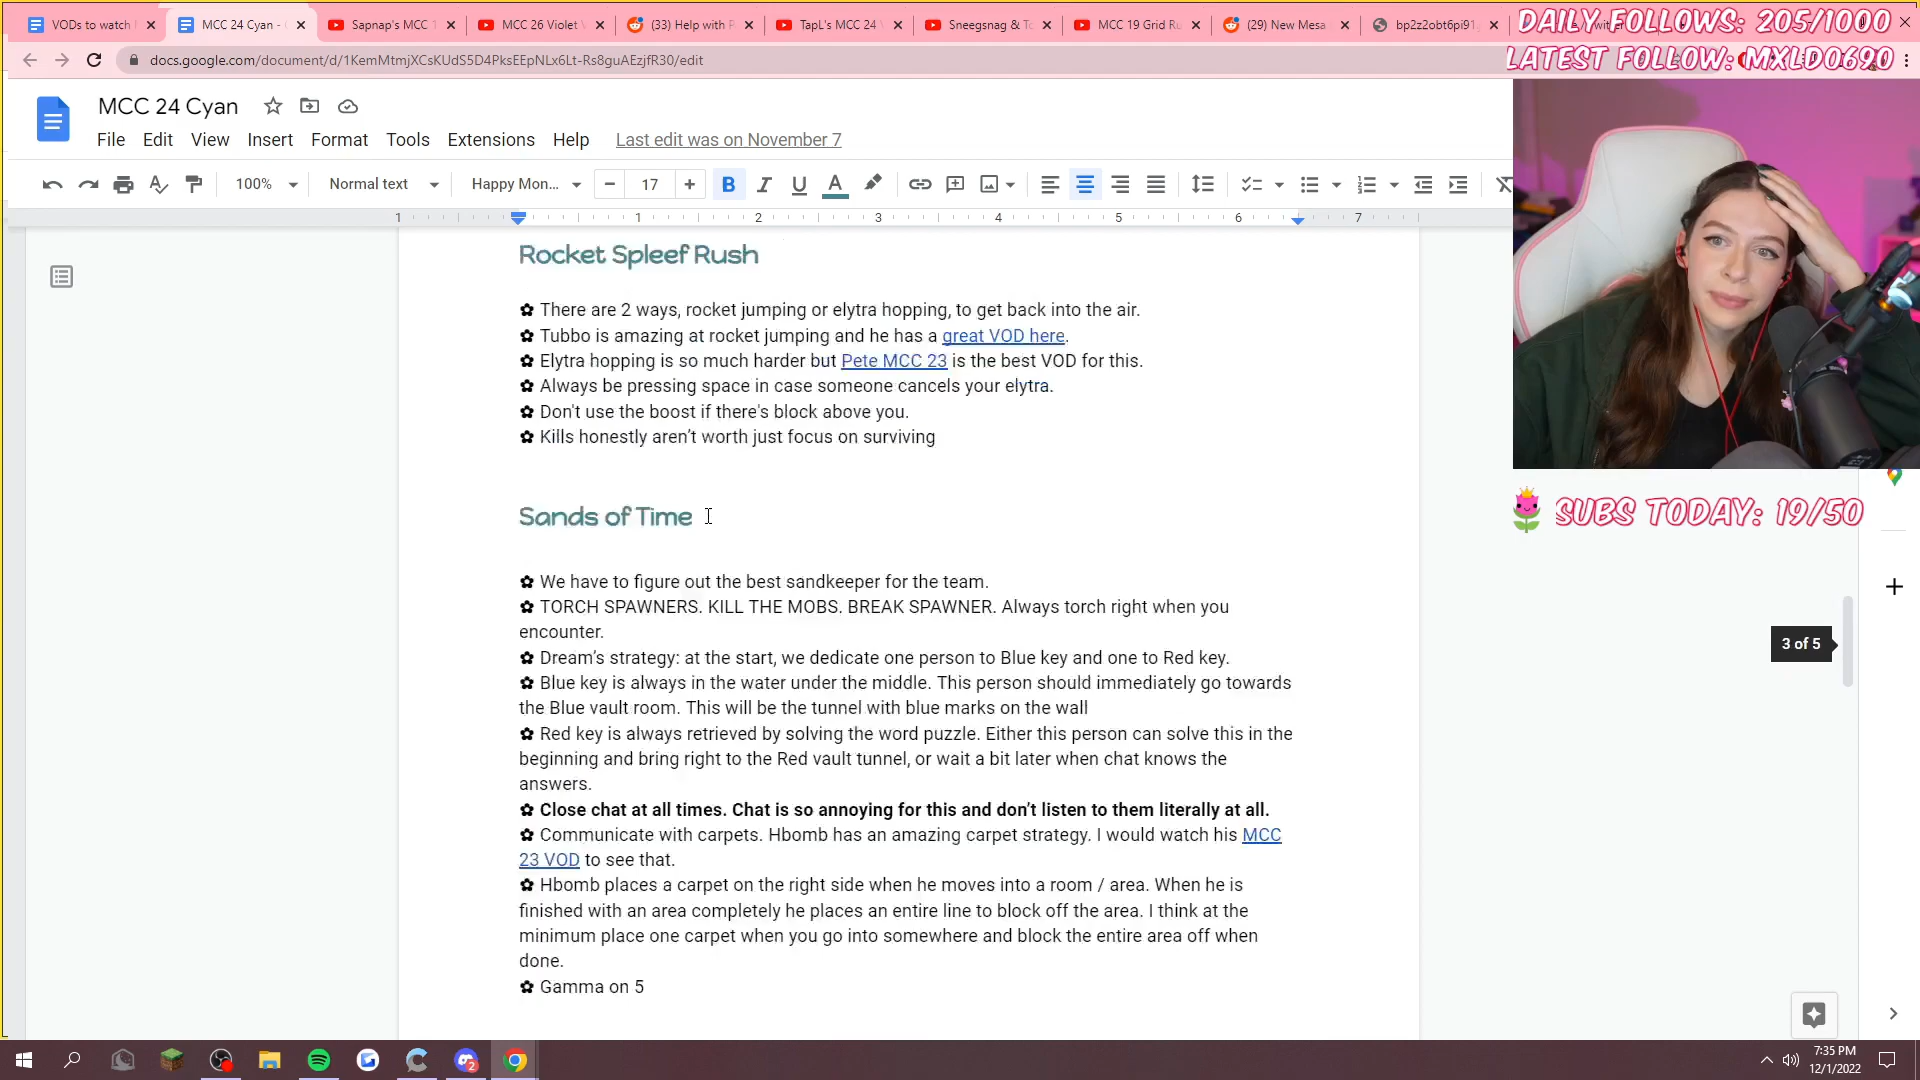 VODs to watch
MCC 24 Cyan -
Sapnap's MCC 1
MCC 26 Violet
(33) Help with P
TapL's MCC 24
Sneegsnag & To
MCC 19 Grid Ru
(29) New Mesa
bp2z2obt6pi91
DAILY FOLLOWS: 205/1000
docs.google.com/document/d/1KemMtmjXCsKUdS5D4PksEEpNLx6Lt-Rs8guAEzjfR30/edit
LATEST FOLLOW: MXLD0690
MCC 24 Cyan
File Edit View Insert Format Tools Extensions Help Last edit was on November 7
100% Normal text Happy Mon... 17 B I U A
1 1 2 3 4 5 6 7
Rocket Spleef Rush
✿ There are 2 ways, rocket jumping or elytra hopping, to get back into the air.
✿ Tubbo is amazing at rocket jumping and he has a great VOD here.
✿ Elytra hopping is so much harder but Pete MCC 23 is the best VOD for this.
✿ Always be pressing space in case someone cancels your elytra.
✿ Don't use the boost if there's block above you.
✿ Kills honestly aren't worth just focus on surviving
SUBS TODAY: 19/50
Sands of Time
✿ We have to figure out the best sandkeeper for the team.
✿ TORCH SPAWNERS. KILL THE MOBS. BREAK SPAWNER. Always torch right when you
encounter.
3 of 5
✿ Dream's strategy: at the start, we dedicate one person to Blue key and one to Red key.
✿ Blue key is always in the water under the middle. This person should immediately go towards
the Blue vault room. This will be the tunnel with blue marks on the wall
✿ Red key is always retrieved by solving the word puzzle. Either this person can solve this in the
beginning and bring right to the Red vault tunnel, or wait a bit later when chat knows the
answers.
✿ Close chat at all times. Chat is so annoying for this and don't listen to them literally at all.
✿ Communicate with carpets. Hbomb has an amazing carpet strategy. I would watch his MCC
23 VOD to see that.
✿ Hbomb places a carpet on the right side when he moves into a room / area. When he is
finished with an area completely he places an entire line to block off the area. I think at the
minimum place one carpet when you go into somewhere and block the entire area off when
done.
✿ Gamma on 5
2
7:35 PM
12/1/2022